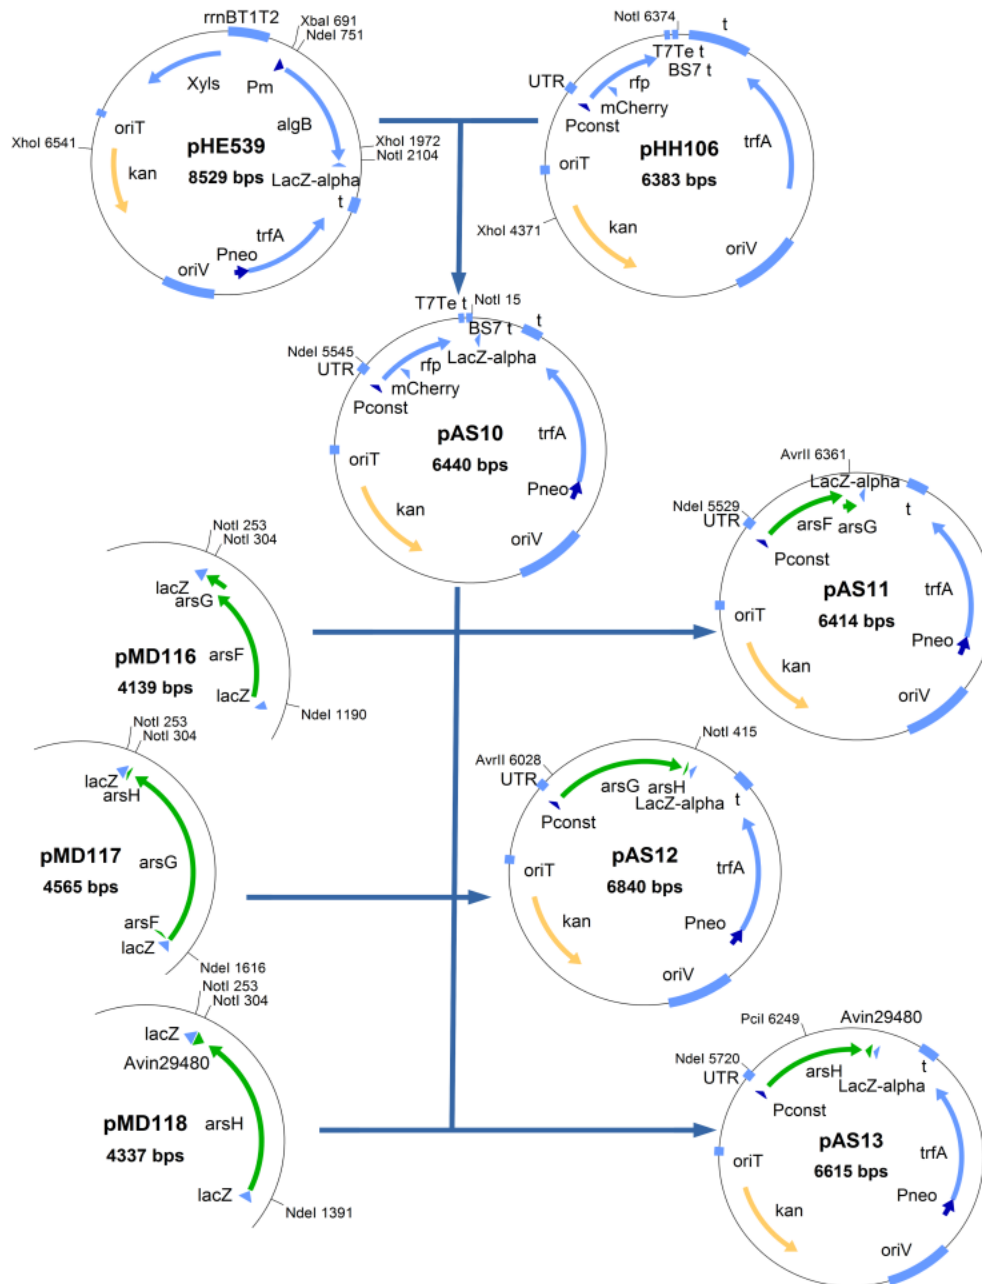 rrnBT1T2
XbaI 691
NdeI 751
Xyls
Pm
oriT
algB
XhoI 6541
pHE539
8529 bps
XhoI 1972
NotI 2104
kan
LacZ-alpha
t
trfA
Pneo
oriV
NotI 6374
t
T7Te t
BS7 t
UTR
rfp
mCherry
Pconst
pHH106
6383 bps
trfA
oriT
kan
XhoI 4371
oriV
T7Te t
NotI 15
t
BS7 t
NdeI 5545
UTR
LacZ-alpha
rfp
mCherry
Pconst
pAS10
6440 bps
trfA
oriT
Pneo
kan
oriV
AvrII 6361
LacZ-alpha
NdeI 5529
UTR
t
arsF
arsG
Pconst
pAS11
6414 bps
trfA
oriT
Pneo
kan
oriV
NotI 253
NotI 304
lacZ
arsG
pMD116
4139 bps
arsF
lacZ
NdeI 1190
NotI 253
NotI 304
lacZ
arsH
pMD117
4565 bps
arsG
arsF
lacZ
NdeI 1616
NotI 415
AvrII 6028
UTR
arsG
arsH
LacZ-alpha
t
Pconst
pAS12
6840 bps
oriT
trfA
kan
Pneo
oriV
NotI 253
NotI 304
lacZ
Avin29480
pMD118
4337 bps
arsH
lacZ
NdeI 1391
PciI 6249
Avin29480
NdeI 5720
UTR
t
arsH
LacZ-alpha
Pconst
pAS13
6615 bps
oriT
trfA
kan
Pneo
oriV